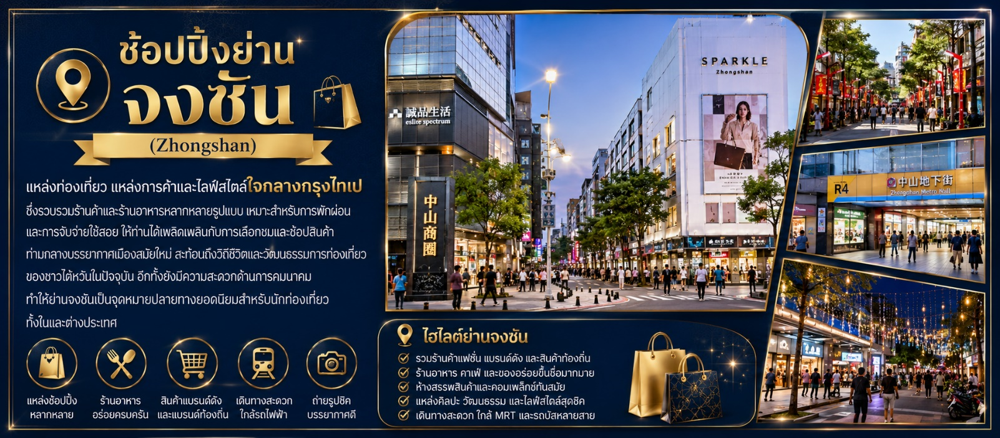 ช้อปปิ้งย่าน
จงซัน
(Zhongshan)
แหล่งท่องเที่ยว แหล่งการค้าและไลฟ์สไตล์ใจกลางกรุงไทเป
ซึ่งรวบรวมร้านค้าและร้านอาหารหลากหลายรูปแบบ เหมาะสำหรับการพักผ่อน
และการจับจ่ายใช้สอย ให้ท่านได้เพลิดเพลินกับการเลือกชมและช้อปสินค้า
ท่ามกลางบรรยากาศเมืองสมัยใหม่ สะท้อนถึงวิถีชีวิตและวัฒนธรรมการท่องเที่ยว
ของชาวไต้หวันในปัจจุบัน อีกทั้งยังมีความสะดวกด้านการคมนาคม
ทำให้ย่านจงซันเป็นจุดหมายปลายทางยอดนิยมสำหรับนักท่องเที่ยว
ทั้งในและต่างประเทศ
แหล่งช้อปปิ้ง
หลากหลาย
ร้านอาหาร
อร่อยครบครัน
สินค้าแบรนด์ดัง
และแบรนด์ท้องถิ่น
เดินทางสะดวก
ใกล้รถไฟฟ้า
ถ่ายรูปชิค
บรรยากาศดี
誠品生活
eslite spectrum
中山商圈
SPARKLE
Zhongshan
R4
中山地下街
Zhongshan Metro Mall
ไฮไลต์ย่านจงซัน
รวมร้านค้าแฟชั่น แบรนด์ดัง และสินค้าท้องถิ่น
ร้านอาหาร คาเฟ่ และของอร่อยขึ้นชื่อมากมาย
ห้างสรรพสินค้าและคอมเพล็กซ์ทันสมัย
แหล่งศิลปะ วัฒนธรรม และไลฟ์สไตล์สุดชิค
เดินทางสะดวก ใกล้ MRT และรถบัสหลายสาย